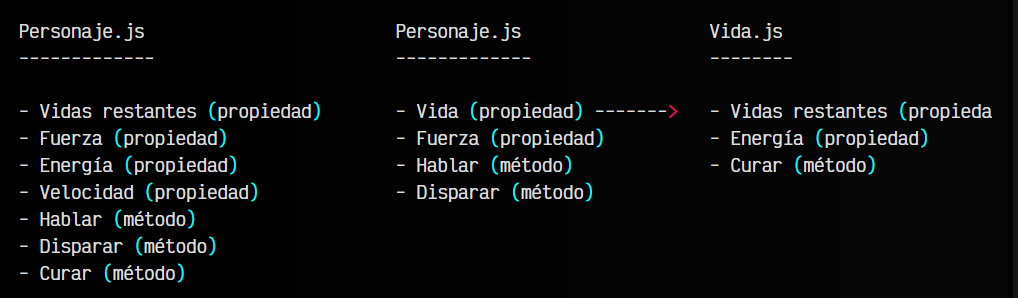 Personaje.js Personaje.js Vida.js
------------- ------------- --------
- Vidas restantes (propiedad) - Vida (propiedad) -------> - Vidas restantes (propieda
- Fuerza (propiedad) - Fuerza (propiedad) - Energía (propiedad)
- Energía (propiedad) - Hablar (método) - Curar (método)
- Velocidad (propiedad) - Disparar (método)
- Hablar (método)
- Disparar (método)
- Curar (método)